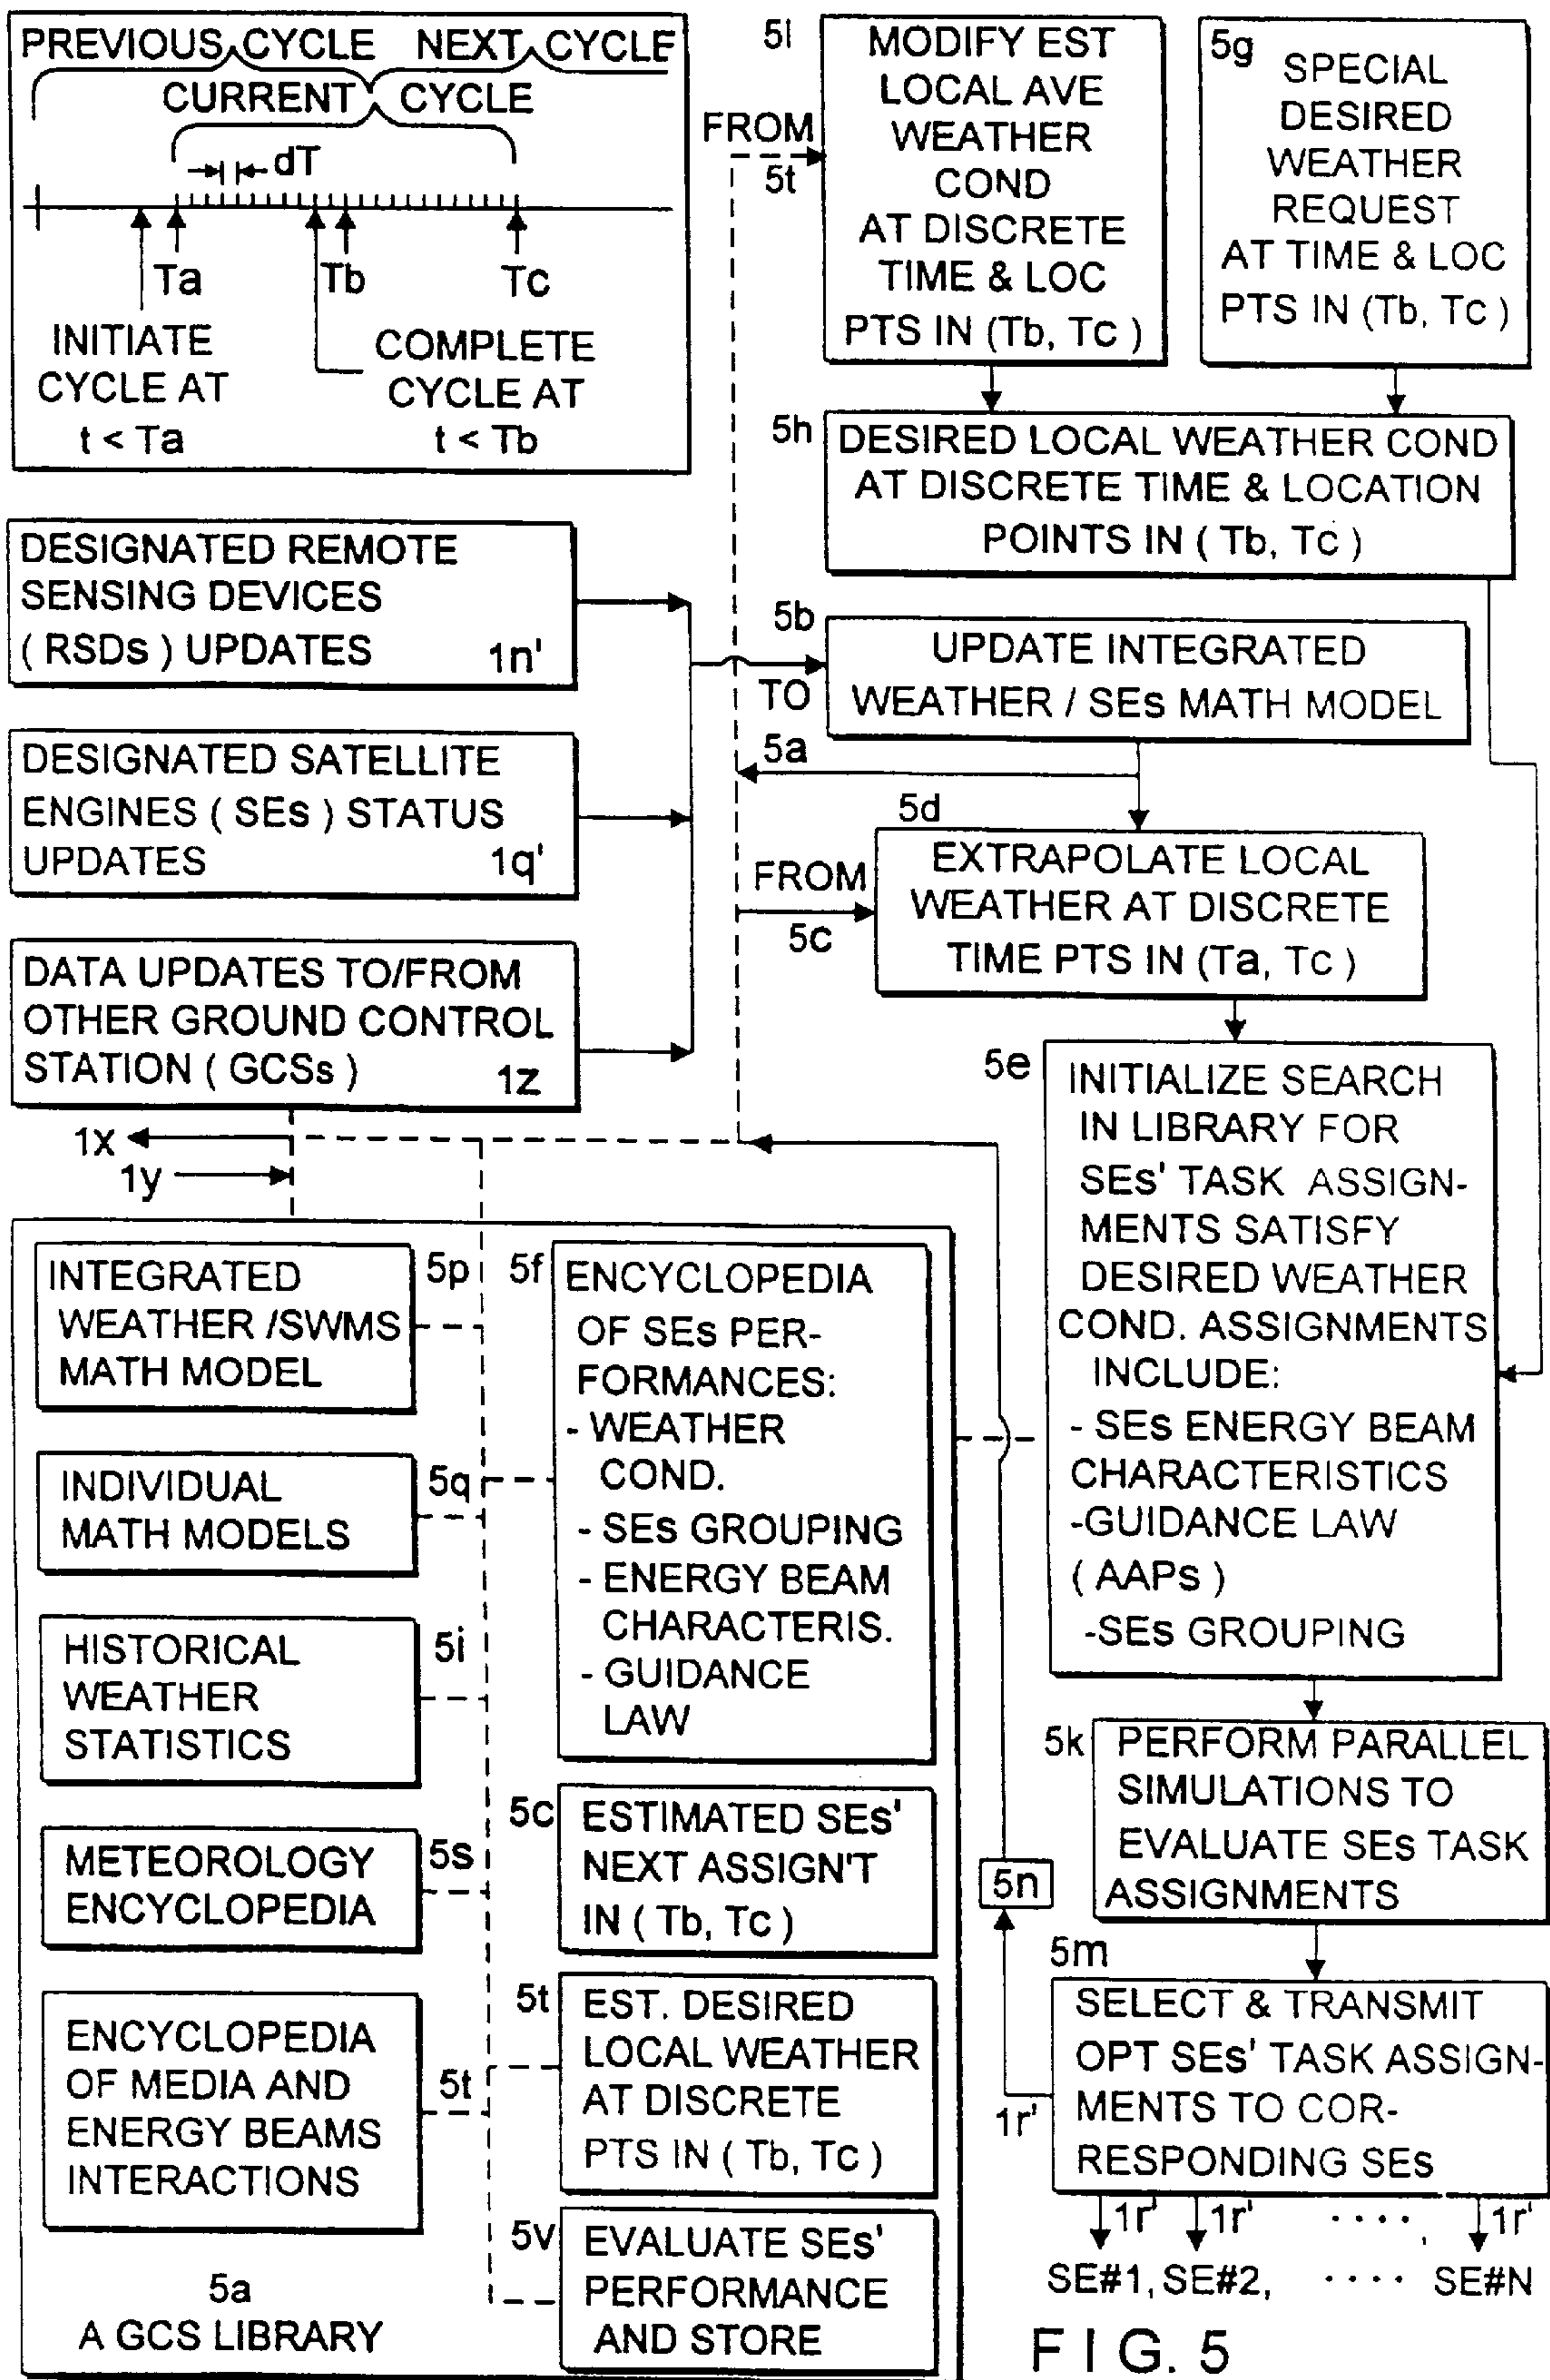 PREVIOUS CYCLE NEXT CYCLE
CURRENT CYCLE
dT
Ta Tb Tc
INITIATE
CYCLE AT
t < Ta
COMPLETE
CYCLE AT
t < Tb
5l
MODIFY EST
LOCAL AVE
WEATHER
COND
AT DISCRETE
TIME & LOC
PTS IN (Tb, Tc )
FROM
5t
5g
SPECIAL
DESIRED
WEATHER
REQUEST
AT TIME & LOC
PTS IN (Tb, Tc )
5h
DESIRED LOCAL WEATHER COND
AT DISCRETE TIME & LOCATION
POINTS IN ( Tb, Tc )
DESIGNATED REMOTE
SENSING DEVICES
( RSDs ) UPDATES 1n'
DESIGNATED SATELLITE
ENGINES ( SEs ) STATUS
UPDATES 1q'
DATA UPDATES TO/FROM
OTHER GROUND CONTROL
STATION ( GCSs ) 1z
5b
UPDATE INTEGRATED
WEATHER / SEs MATH MODEL
TO
5a
5d
EXTRAPOLATE LOCAL
WEATHER AT DISCRETE
TIME PTS IN (Ta, Tc )
FROM
5c
5e
INITIALIZE SEARCH
IN LIBRARY FOR
SEs' TASK ASSIGN-
MENTS SATISFY
DESIRED WEATHER
COND. ASSIGNMENTS
INCLUDE:
- SEs ENERGY BEAM
CHARACTERISTICS
-GUIDANCE LAW
( AAPs )
-SEs GROUPING
1x
1y
INTEGRATED
WEATHER /SWMS
MATH MODEL
5p
INDIVIDUAL
MATH MODELS
5q
HISTORICAL
WEATHER
STATISTICS
5i
METEOROLOGY
ENCYCLOPEDIA
5s
ENCYCLOPEDIA
OF MEDIA AND
ENERGY BEAMS
INTERACTIONS
5t
5a
A GCS LIBRARY
5f
ENCYCLOPEDIA
OF SEs PER-
FORMANCES:
- WEATHER
COND.
- SEs GROUPING
- ENERGY BEAM
CHARACTERIS.
- GUIDANCE
LAW
5c
ESTIMATED SEs'
NEXT ASSIGN'T
IN ( Tb, Tc )
5t
EST. DESIRED
LOCAL WEATHER
AT DISCRETE
PTS IN ( Tb, Tc )
5v
EVALUATE SEs'
PERFORMANCE
AND STORE
5k
PERFORM PARALLEL
SIMULATIONS TO
EVALUATE SEs TASK
ASSIGNMENTS
5n
5m
SELECT & TRANSMIT
OPT SEs' TASK ASSIGN-
MENTS TO COR-
RESPONDING SEs
1r'
1r' 1r' .... , 1r'
SE#1, SE#2, .... SE#N
FIG. 5